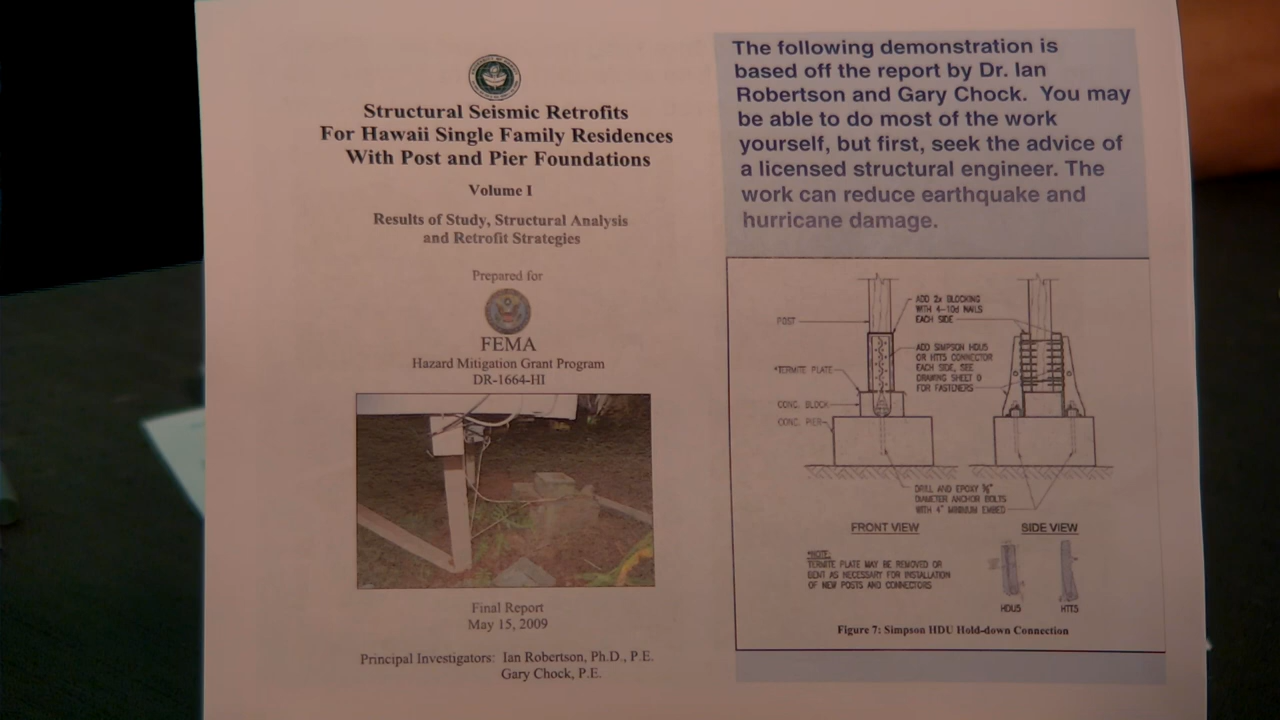 Structural Seismic Retrofits
For Hawaii Single Family Residences
With Post and Pier Foundations
Volume I
Results of Study, Structural Analysis
and Retrofit Strategies
Prepared for
FEMA
Hazard Mitigation Grant Program
DR-1664-HI
Final Report
May 15, 2009
Principal Investigators: Ian Robertson, Ph.D., P.E.
Gary Chock, P.E.
The following demonstration is
based off the report by Dr. Ian
Robertson and Gary Chock. You may
be able to do most of the work
yourself, but first, seek the advice of
a licensed structural engineer. The
work can reduce earthquake and
hurricane damage.
POST
*TERMITE PLATE
CONC. BLOCK
CONC. PIER
ADD 2x BLOCKING
WITH 4-10d NAILS
EACH SIDE
ADD SIMPSON HDU5
OR HTT5 CONNECTOR
EACH SIDE, SEE
DRAWING SHEET 0
FOR FASTENERS
DRILL AND EPOXY
DIAMETER ANCHOR BOLTS
WITH 4" MINIMUM EMBED
FRONT VIEW
SIDE VIEW
*NOTE:
TERMITE PLATE MAY BE REMOVED OR
BENT AS NECESSARY FOR INSTALLATION
OF NEW POSTS AND CONNECTORS
HDU5
HTT5
Figure 7: Simpson HDU Hold-down Connection